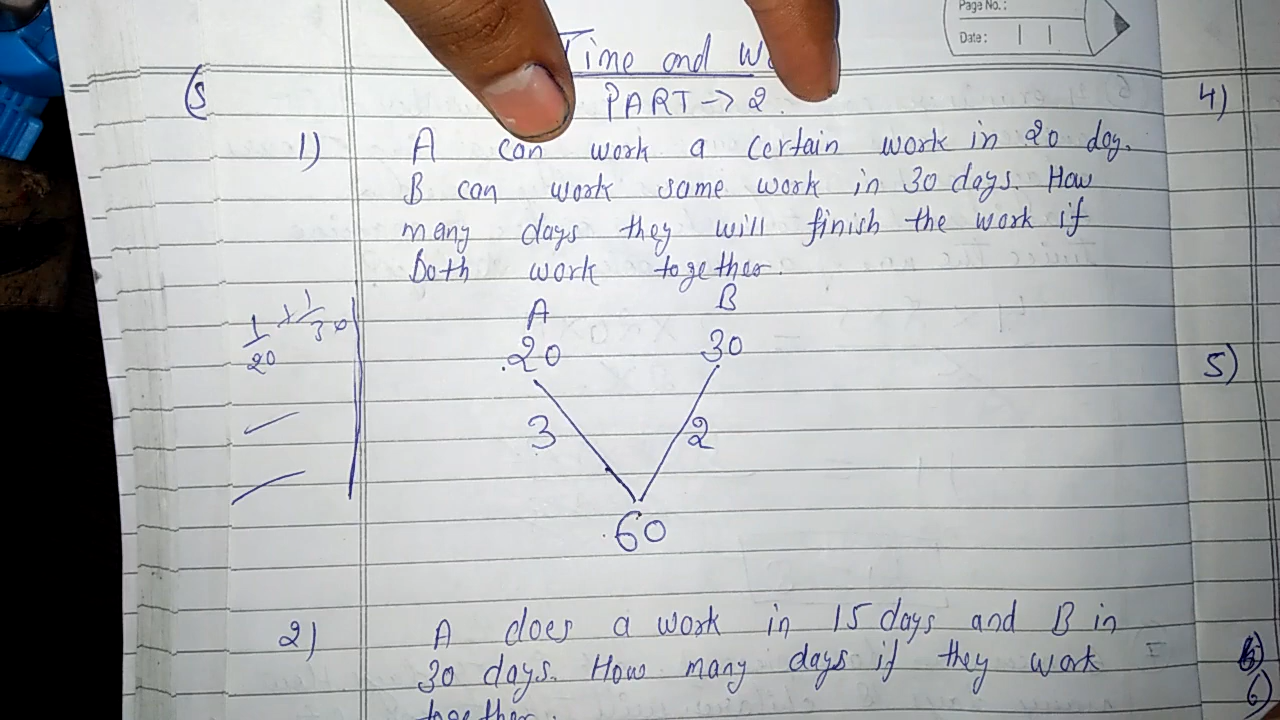 Page No.:
Date:
Time and
PART → 2
(5
4)
1) A can work a certain work in 20 day.
B can work same work in 30 days. How
many days they will finish the work if
both work together.
A B
20 30
1/20 + 1/30
5)
3 2
60
2) A does a work in 15 days and B in
30 days. How many days if they work =
together.
6)